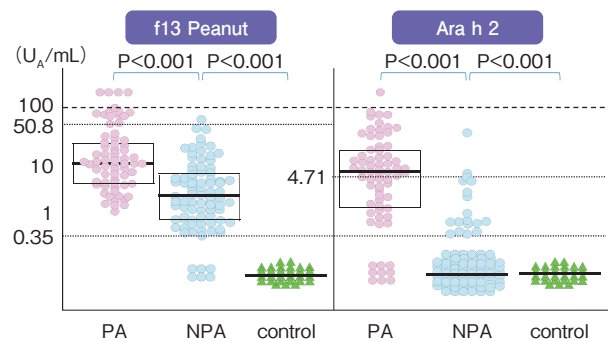 f13 Peanut
Ara h 2
(UA/mL)
P<0.001
P<0.001
P<0.001
P<0.001
100
50.8
10
4.71
1
0.35
PA
NPA
control
PA
NPA
control